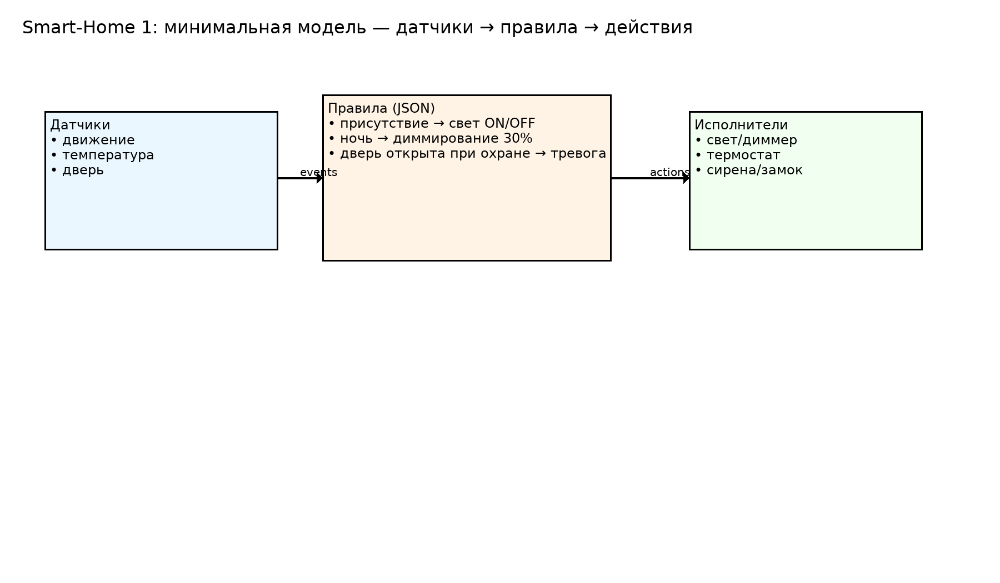 Smart-Home 1: минимальная модель — датчики → правила → действия
Датчики
• движение
• температура
• дверь
events
Правила (JSON)
• присутствие → свет ON/OFF
• ночь → диммирование 30%
• дверь открыта при охране → тревога
actions
Исполнители
• свет/диммер
• термостат
• сирена/замок